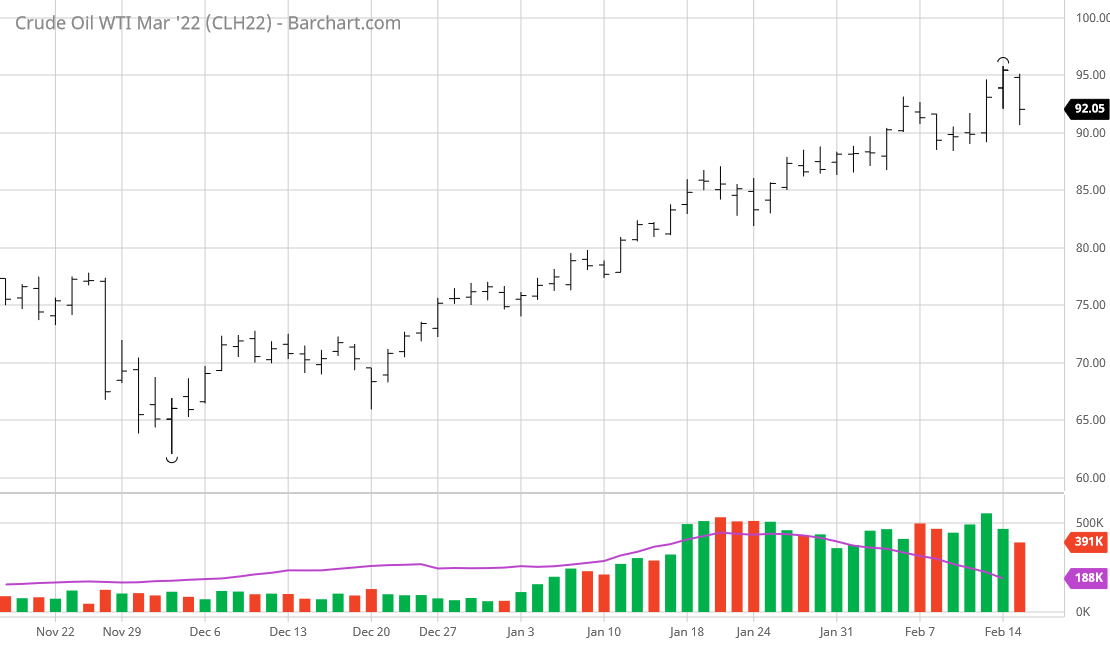 Crude Oil WTI Mar '22 (CLH22) - Barchart.com
100.00
95.00
92.05
90.00
85.00
80.00
75.00
70.00
65.00
60.00
500K
391K
188K
0K
Nov 22 Nov 29 Dec 6 Dec 13 Dec 20 Dec 27 Jan 3 Jan 10 Jan 18 Jan 24 Jan 31 Feb 7 Feb 14